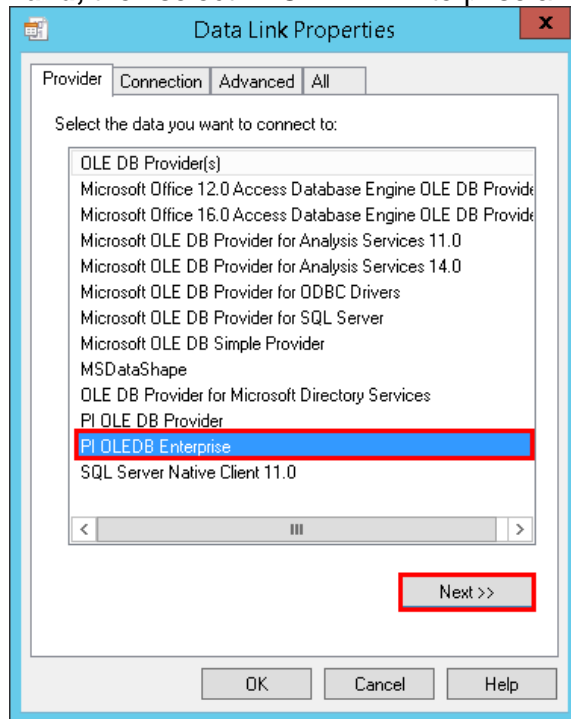 Data Link Properties
x
Provider Connection Advanced All
Select the data you want to connect to:
OLE DB Provider(s)
Microsoft Office 12.0 Access Database Engine OLE DB Provide
Microsoft Office 16.0 Access Database Engine OLE DB Provide
Microsoft OLE DB Provider for Analysis Services 11.0
Microsoft OLE DB Provider for Analysis Services 14.0
Microsoft OLE DB Provider for ODBC Drivers
Microsoft OLE DB Provider for SQL Server
Microsoft OLE DB Simple Provider
MSDataShape
OLE DB Provider for Microsoft Directory Services
PI OLE DB Provider
PI OLEDB Enterprise
SQL Server Native Client 11.0
Next >>
OK Cancel Help